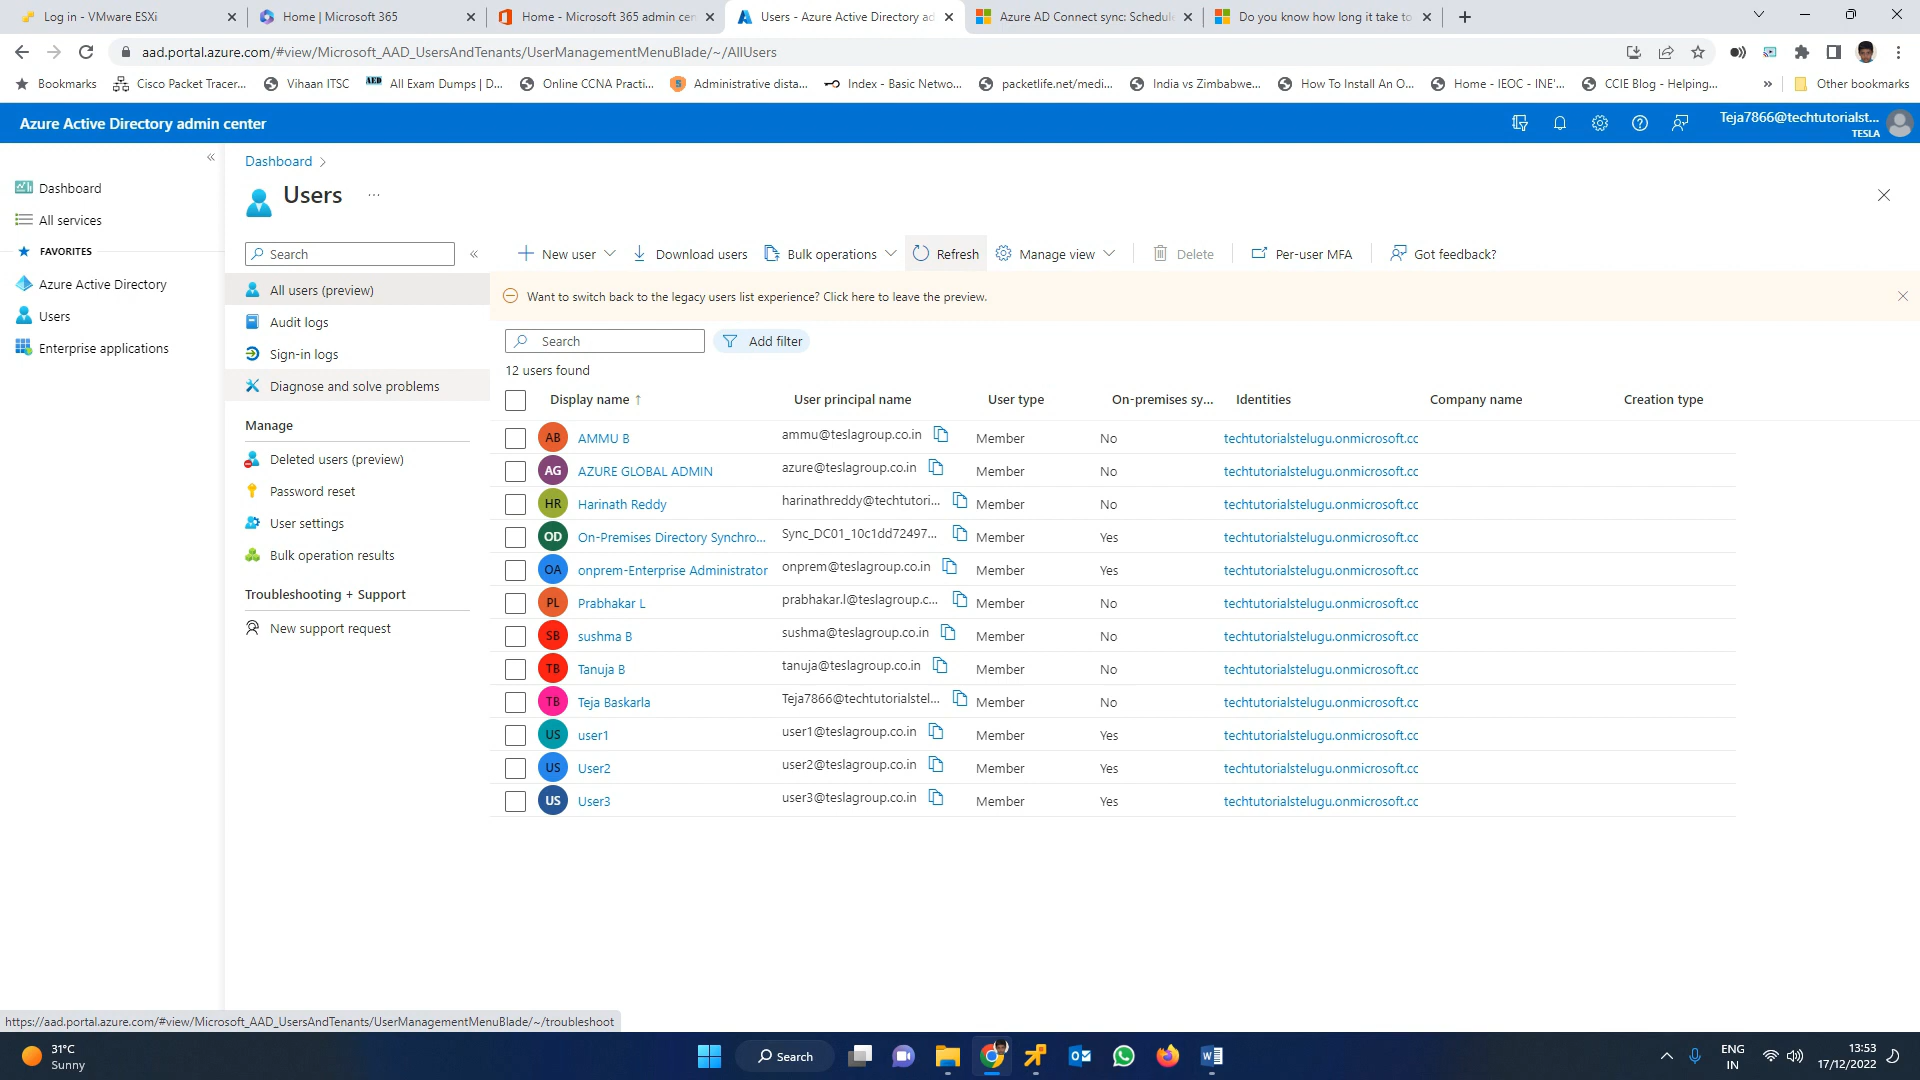 Log in - VMware ESXi
Home | Microsoft 365
Home - Microsoft 365 admin cen
Users - Azure Active Directory ad
Azure AD Connect sync: Schedule
Do you know how long it take to
aad.portal.azure.com/#view/Microsoft_AAD_UsersAndTenants/UserManagementMenuBlade/~/AllUsers
Bookmarks
Cisco Packet Tracer...
Vihaan ITSC
AED
All Exam Dumps | D...
Online CCNA Practi...
Administrative dista...
Index - Basic Netwo...
packetlife.net/medi...
India vs Zimbabwe...
How To Install An O...
Home - IEOC - INE'...
CCIE Blog - Helping...
»
Other bookmarks
Azure Active Directory admin center
Teja7866@techtutorialst...
TESLA
Dashboard
All services
FAVORITES
Azure Active Directory
Users
Enterprise applications
Dashboard >
Users
...
Search
All users (preview)
Audit logs
Sign-in logs
Diagnose and solve problems
Manage
Deleted users (preview)
Password reset
User settings
Bulk operation results
Troubleshooting + Support
New support request
New user
Download users
Bulk operations
Refresh
Manage view
Delete
Per-user MFA
Got feedback?
Want to switch back to the legacy users list experience? Click here to leave the preview.
Search
Add filter
12 users found
Display name ↑ User principal name User type On-premises sy... Identities Company name Creation type
AB AMMU B ammu@teslagroup.co.in Member No techtutorialstelugu.onmicrosoft.cc
AG AZURE GLOBAL ADMIN azure@teslagroup.co.in Member No techtutorialstelugu.onmicrosoft.cc
HR Harinath Reddy harinathreddy@techtutori... Member No techtutorialstelugu.onmicrosoft.cc
OD On-Premises Directory Synchro... Sync_DC01_10c1dd72497... Member Yes techtutorialstelugu.onmicrosoft.cc
OA onprem-Enterprise Administrator onprem@teslagroup.co.in Member Yes techtutorialstelugu.onmicrosoft.cc
PL Prabhakar L prabhakar.l@teslagroup.c... Member No techtutorialstelugu.onmicrosoft.cc
SB sushma B sushma@teslagroup.co.in Member No techtutorialstelugu.onmicrosoft.cc
TB Tanuja B tanuja@teslagroup.co.in Member No techtutorialstelugu.onmicrosoft.cc
TB Teja Baskarla Teja7866@techtutorialstel... Member No techtutorialstelugu.onmicrosoft.cc
US user1 user1@teslagroup.co.in Member Yes techtutorialstelugu.onmicrosoft.cc
US User2 user2@teslagroup.co.in Member Yes techtutorialstelugu.onmicrosoft.cc
US User3 user3@teslagroup.co.in Member Yes techtutorialstelugu.onmicrosoft.cc
https://aad.portal.azure.com/#view/Microsoft_AAD_UsersAndTenants/UserManagementMenuBlade/~/troubleshoot
31°C
Sunny
Search
ENG
IN
13:53
17/12/2022